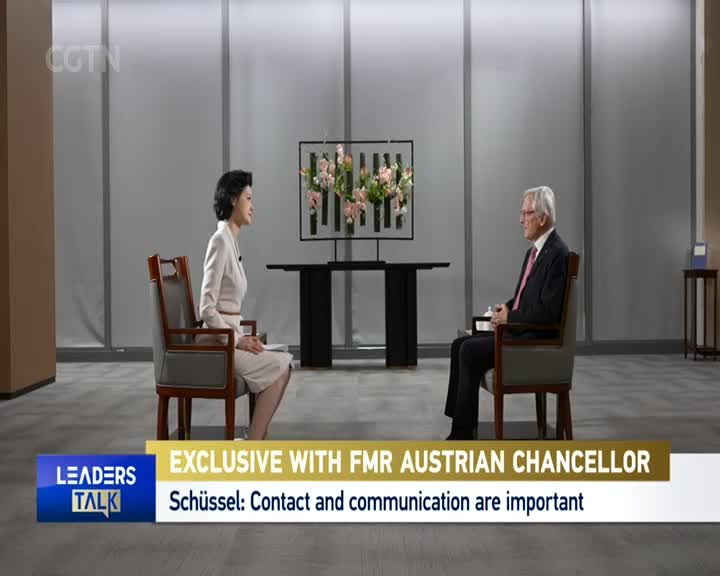 CGTN
EXCLUSIVE WITH FMR AUSTRIAN CHANCELLOR
LEADERS
TALK
Schüssel: Contact and communication are important